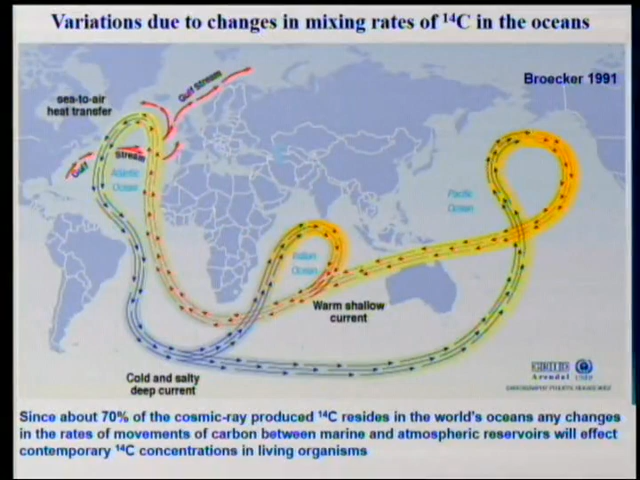 Variations due to changes in mixing rates of ¹⁴C in the oceans
Broecker 1991
sea-to-air
heat transfer
Gulf Stream
Gulf Stream
Atlantic
Ocean
Pacific
Ocean
Indian
Ocean
Warm shallow
current
Cold and salty
deep current
GRID
Arendal UNEP
Since about 70% of the cosmic-ray produced ¹⁴C resides in the world's oceans any changes
in the rates of movements of carbon between marine and atmospheric reservoirs will effect
contemporary ¹⁴C concentrations in living organisms